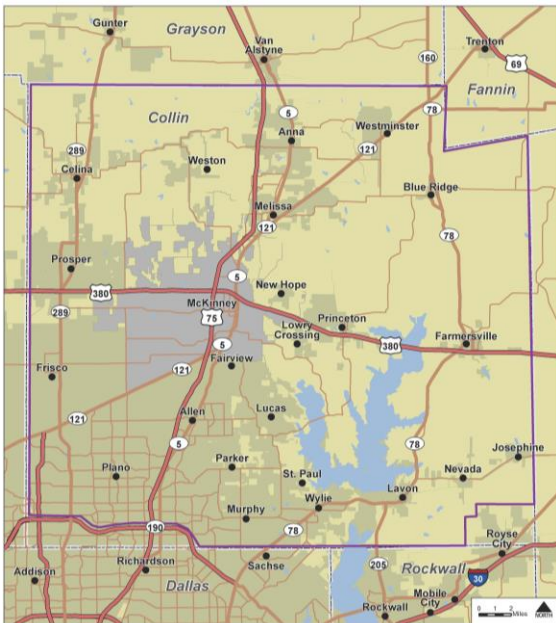 Gunter
Grayson
Van
Alstyne
Trenton
160
69
Fannin
Collin
5
78
Anna
Westminster
121
289
Weston
Celina
Blue Ridge
Melissa
121
78
Prosper
5
New Hope
380
McKinney
289
75
Lowry
Crossing
Princeton
380
Farmersville
5
Fairview
121
Frisco
Allen
Lucas
121
5
78
Josephine
Plano
Parker
St. Paul
Nevada
Lavon
Wylie
Murphy
190
78
Royse
City
Sachse
Richardson
205
Rockwall
Addison
Dallas
30
Mobile
City
Rockwall
0 1 2
Miles
NORTH